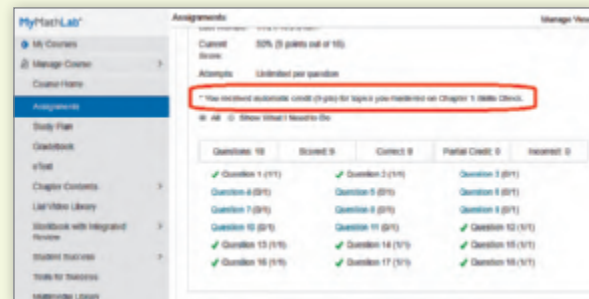 MyMathLab®
Assignments
Manage
My Courses
Manage Course
Course Home
Assignments
Study Plan
Gradebook
eText
Chapter Contents
List Video Library
Workbook with Integrated
Review
Student Success
Tools for Success
Multimedia Library
Current
Score:
50% (9 points out of 18)
Attempts: Unlimited per question
* You received automatic credit (9 pts) for topics you mastered on Chapter 1 Skills Check.
All Show What I Need to Do
Questions: 18 Scored: 9 Correct: 9 Partial Credit: 0 Incorrect: 0
Question 1 (1/1) Question 2 (1/1) Question 3 (0/1)
Question 4 (0/1) Question 5 (0/1) Question 6 (0/1)
Question 7 (0/1) Question 8 (0/1) Question 9 (0/1)
Question 10 (0/1) Question 11 (0/1) Question 12 (1/1)
Question 13 (1/1) Question 14 (1/1) Question 15 (1/1)
Question 16 (1/1) Question 17 (1/1) Question 18 (1/1)